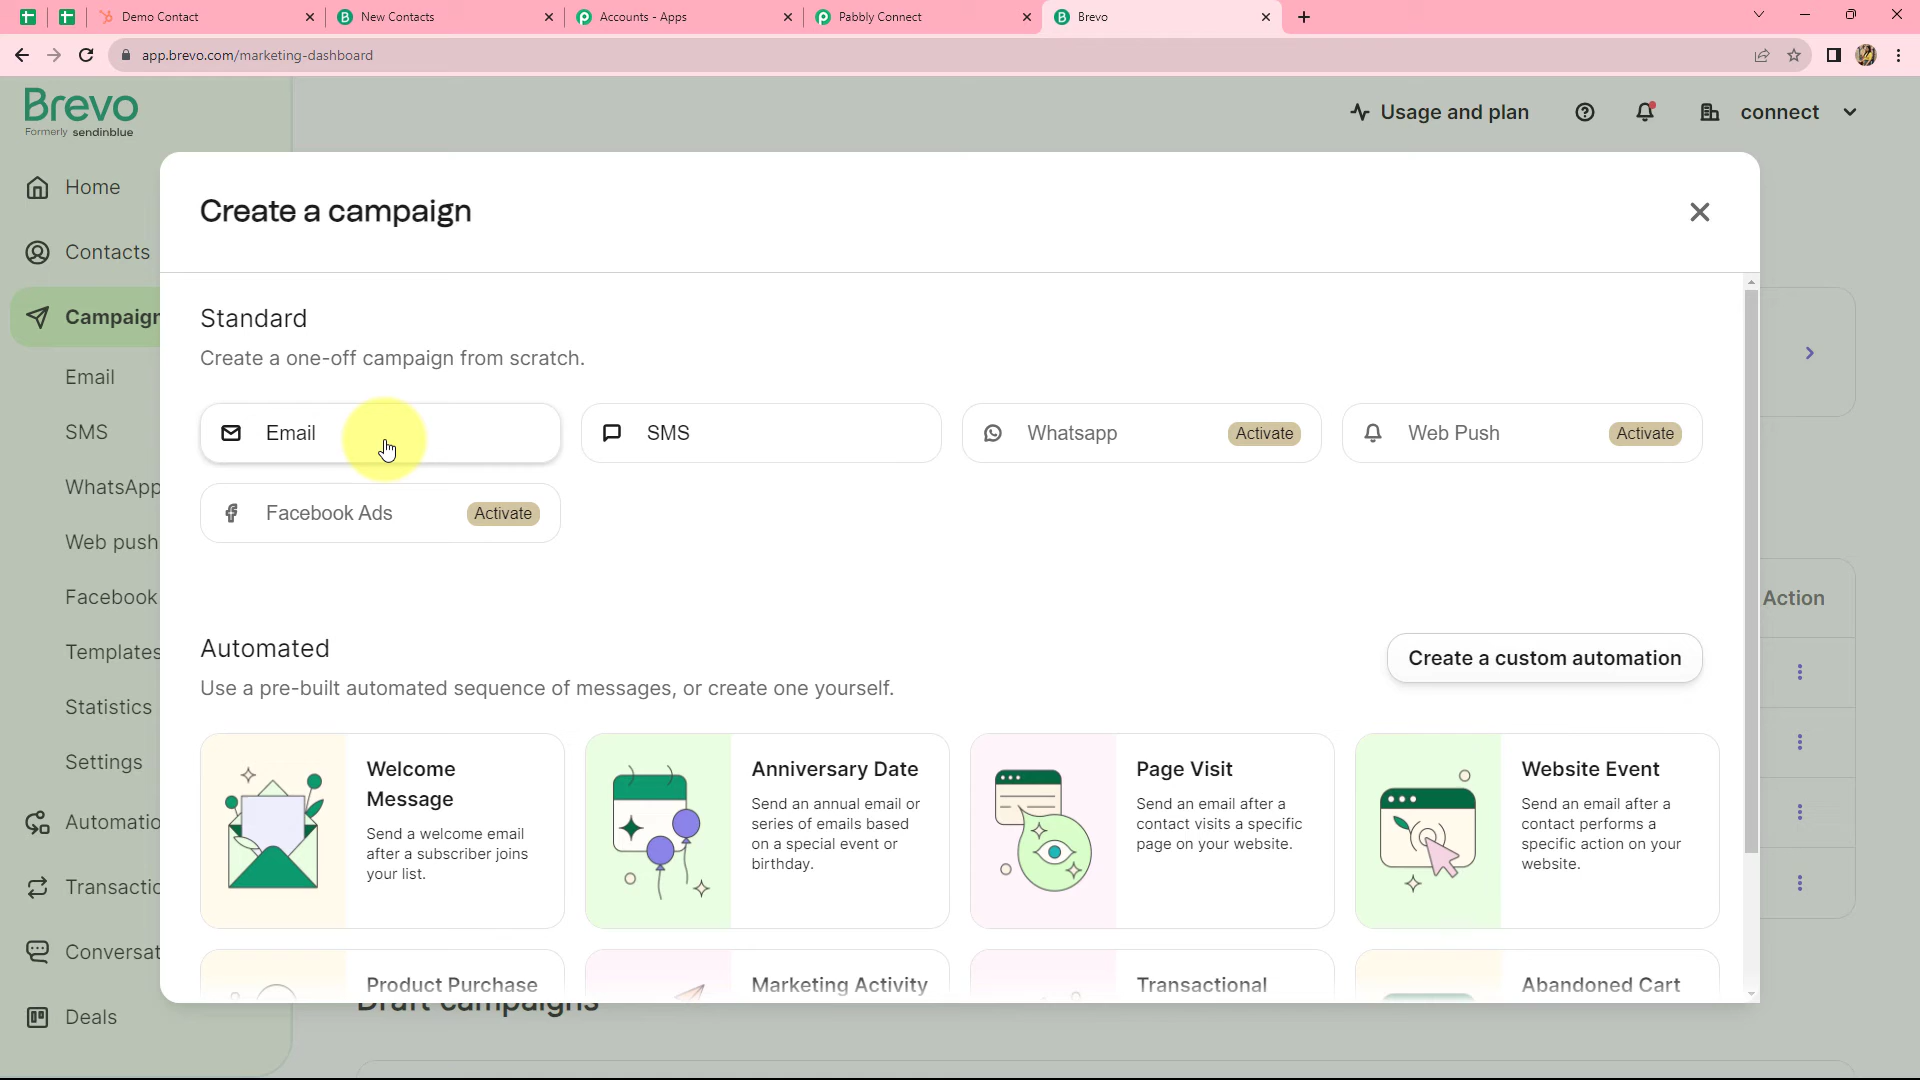 Demo Contact
New Contacts
Accounts - Apps
Pabbly Connect
Brevo
app.brevo.com/marketing-dashboard
Brevo
Formerly sendinblue
Usage and plan
connect
Home
Contacts
Campaign
Email
SMS
WhatsApp
Web push
Facebook
Templates
Statistics
Settings
Automatio
Transactio
Conversat
Deals
Create a campaign
Standard
Create a one-off campaign from scratch.
Email
SMS
Whatsapp Activate
Web Push Activate
Facebook Ads Activate
Automated
Use a pre-built automated sequence of messages, or create one yourself.
Create a custom automation
Welcome
Message
Send a welcome email
after a subscriber joins
your list.
Anniversary Date
Send an annual email or
series of emails based
on a special event or
birthday.
Page Visit
Send an email after a
contact visits a specific
page on your website.
Website Event
Send an email after a
contact performs a
specific action on your
website.
Product Purchase
Marketing Activity
Transactional
Abandoned Cart
Action
Draft campaigns